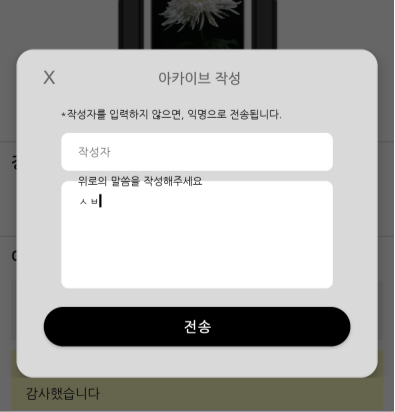 X
아카이브 작성
*작성자를 입력하지 않으면, 익명으로 전송됩니다.
작성자
위로의 말씀을 작성해주세요
ㅅㅂ
전송
감사했습니다